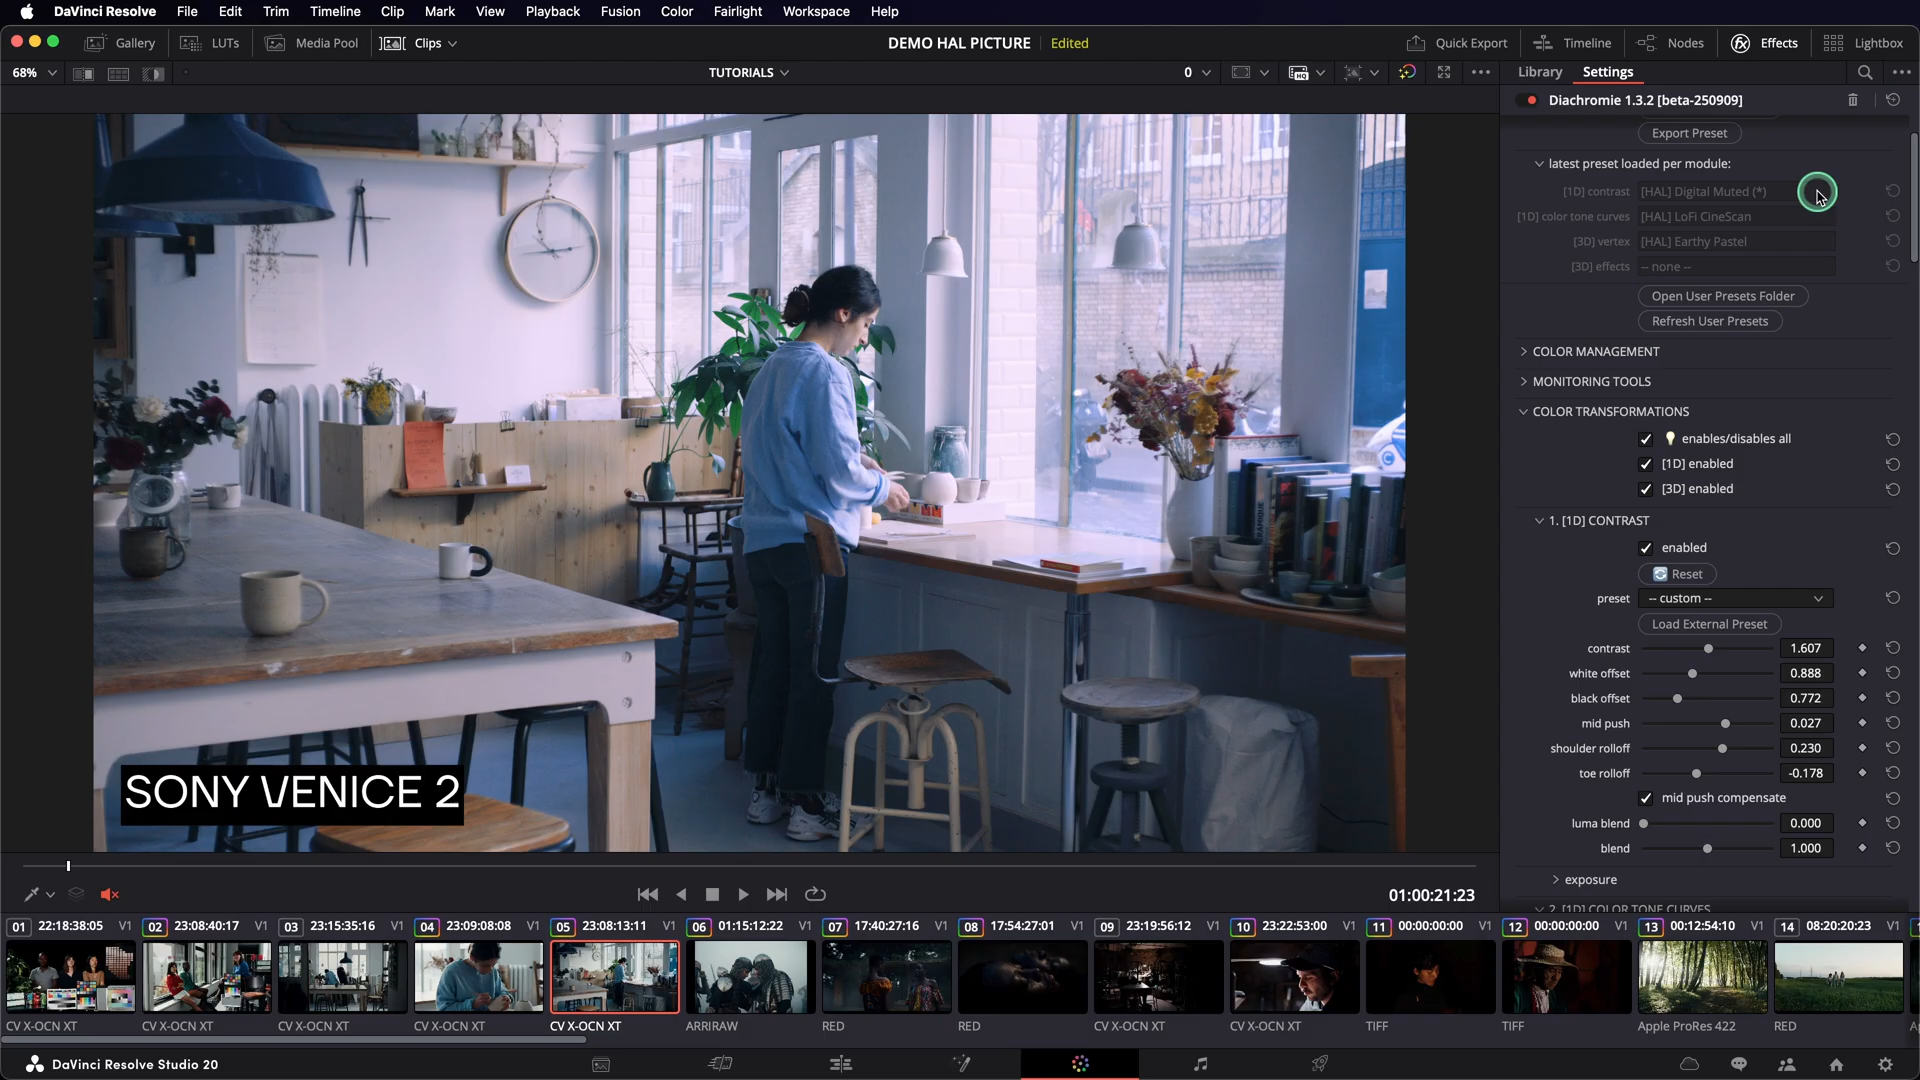 DaVinci Resolve File Edit Trim Timeline Clip Mark View Playback Fusion Color Fairlight Workspace Help
Gallery LUTs Media Pool Clips DEMO HAL PICTURE Edited Quick Export Timeline Nodes Effects Lightbox
68% TUTORIALS 0 HQ Library Settings
Diachromie 1.3.2 [beta-250909]
Export Preset
latest preset loaded per module:
[1D] contrast [HAL] Digital Muted (*)
[1D] color tone curves [HAL] LoFi CineScan
[3D] vertex [HAL] Earthy Pastel
[3D] effects -- none --
Open User Presets Folder
Refresh User Presets
COLOR MANAGEMENT
MONITORING TOOLS
COLOR TRANSFORMATIONS
enables/disables all
[1D] enabled
[3D] enabled
1. [1D] CONTRAST
enabled
Reset
preset -- custom --
Load External Preset
contrast 1.607
white offset 0.888
black offset 0.772
mid push 0.027
shoulder rolloff 0.230
toe rolloff -0.178
mid push compensate
luma blend 0.000
blend 1.000
exposure
2. [1D] COLOR TONE CURVES
SONY VENICE 2
01:00:21:23
01 22:18:38:05 V1 02 23:08:40:17 V1 03 23:15:35:16 V1 04 23:09:08:08 V1 05 23:08:13:11 V1 06 01:15:12:22 V1 07 17:40:27:16 V1 08 17:54:27:01 V1 09 23:19:56:12 V1 10 23:22:53:00 V1 11 00:00:00:00 V1 12 00:00:00:00 V1 13 00:12:54:10 V1 14 08:20:20:23 V1
CV X-OCN XT CV X-OCN XT CV X-OCN XT CV X-OCN XT CV X-OCN XT ARRIRAW RED RED CV X-OCN XT CV X-OCN XT TIFF TIFF Apple ProRes 422 RED
DaVinci Resolve Studio 20